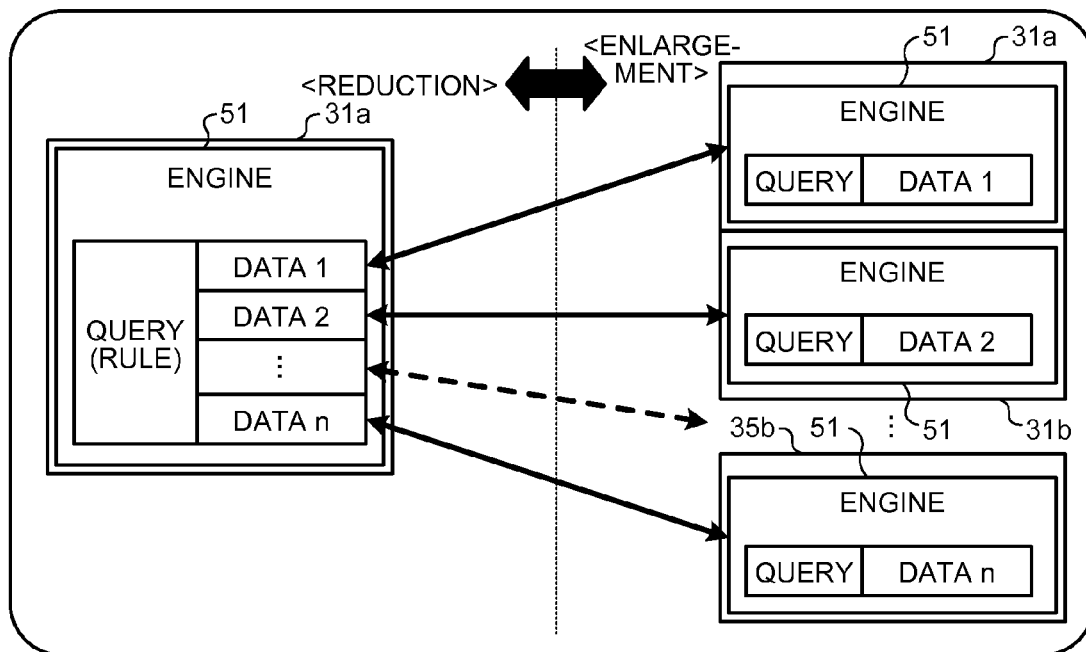 <REDUCTION>
<ENLARGE-
MENT>
51
31a
ENGINE
QUERY
(RULE)
DATA 1
DATA 2
⋮
DATA n
51
31a
ENGINE
QUERY
DATA 1
ENGINE
QUERY
DATA 2
51
31b
⋮
35b
51
ENGINE
QUERY
DATA n